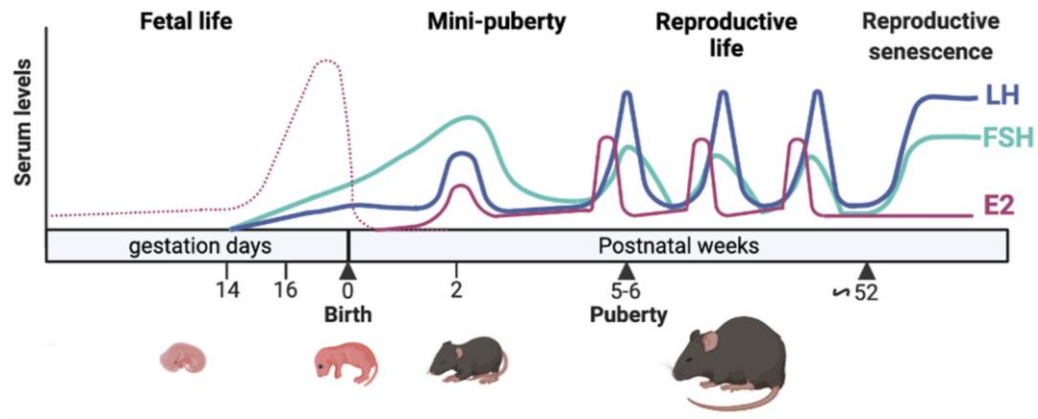 Fetal life
Mini-puberty
Reproductive
life
Reproductive
senescence
Serum levels
LH
FSH
E2
gestation days
Postnatal weeks
14
16
0
2
5-6
~52
Birth
Puberty